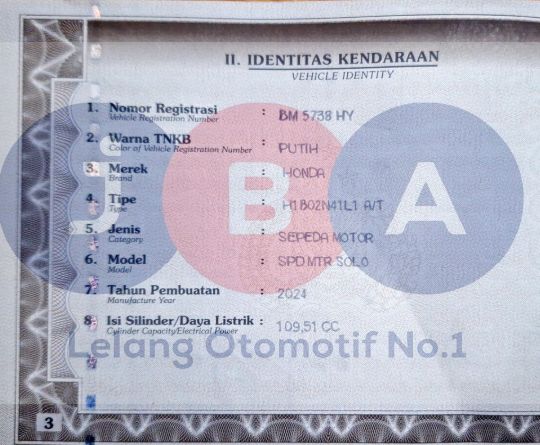 II. IDENTITAS KENDARAAN
VEHICLE IDENTITY
1. Nomor Registrasi : BM 5738 HY
Vehicle Registration Number
2. Warna TNKB : PUTIH
Color of Vehicle Registration Number
3. Merek : HONDA
Brand
4. Tipe : H1B02N41L1 A/T
Type
5. Jenis : SEPEDA MOTOR
Category
6. Model : SPD MTR SOLO
Model
7. Tahun Pembuatan : 2024
Manufacture Year
8. Isi Silinder/Daya Listrik : 109,51 CC
Cylinder Capacity/Electrical Power
jBA
Lelang Otomotif No.1
3